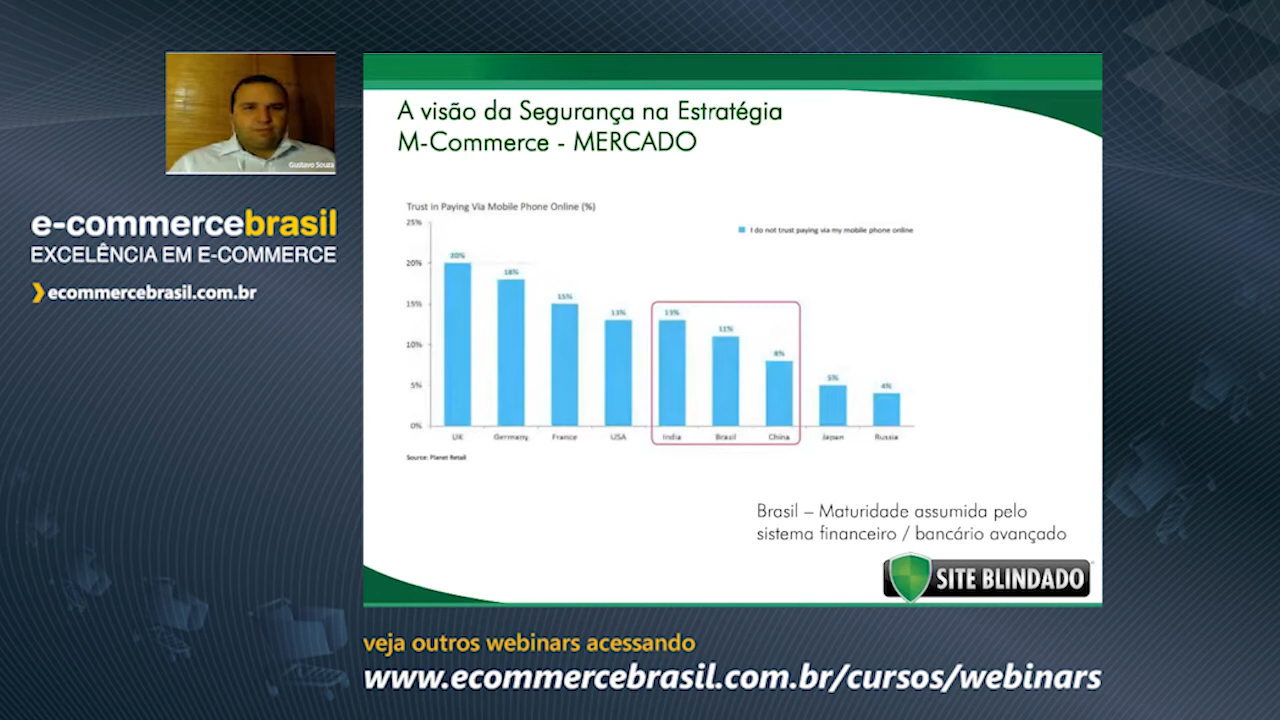 Gustavo Souza
e-commercebrasil
EXCELÊNCIA EM E-COMMERCE
ecommercebrasil.com.br
A visão da Segurança na Estratégia
M-Commerce - MERCADO
Trust in Paying Via Mobile Phone Online (%)
I do not trust paying via my mobile phone online
25%
20%
15%
10%
5%
0%
20%
18%
15%
13%
13%
11%
8%
5%
4%
UK
Germany
France
USA
India
Brasil
China
Japan
Russia
Source: Planet Retail
Brasil – Maturidade assumida pelo
sistema financeiro / bancário avançado
SITE BLINDADO
veja outros webinars acessando
www.ecommercebrasil.com.br/cursos/webinars